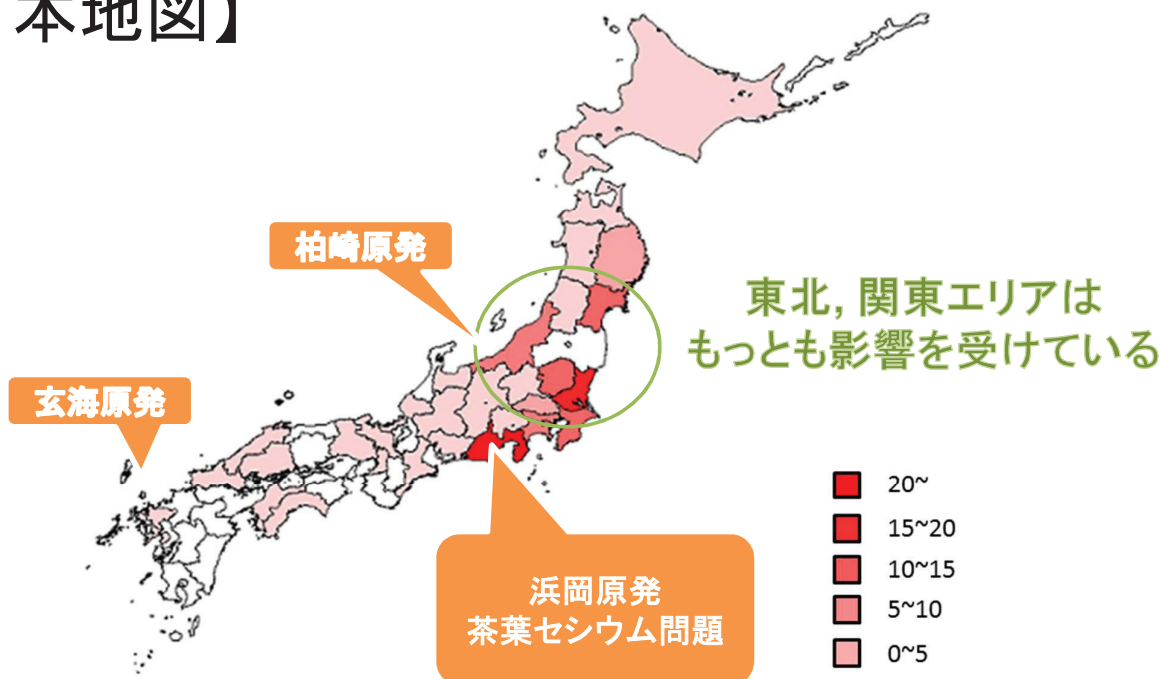 本地図】
柏崎原発
東北, 関東エリアは
もっとも影響を受けている
玄海原発
浜岡原発
茶葉セシウム問題
20~
15~20
10~15
5~10
0~5